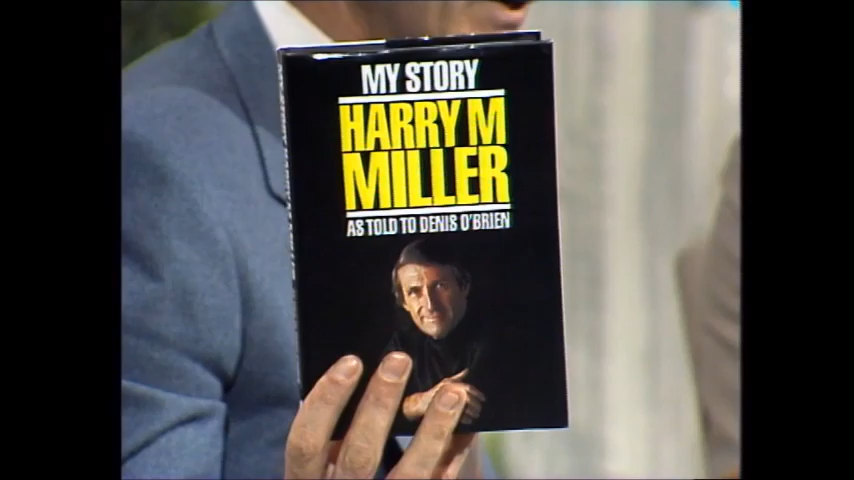 MY STORY
HARRY M
MILLER
AS TOLD TO DENIS O'BRIEN